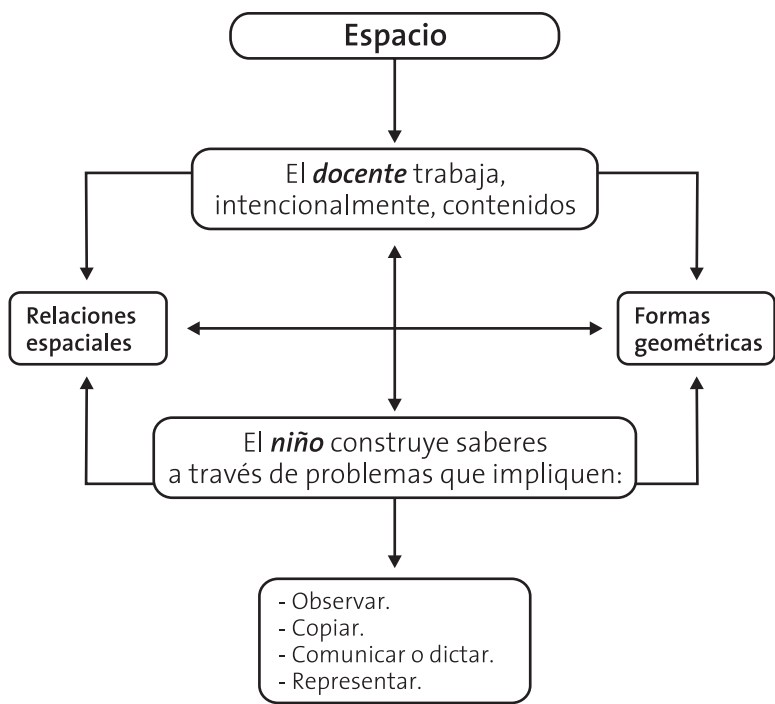 Espacio
El docente trabaja,
intencionalmente, contenidos
Relaciones
espaciales
Formas
geométricas
El niño construye saberes
a través de problemas que impliquen:
- Observar.
- Copiar.
- Comunicar o dictar.
- Representar.